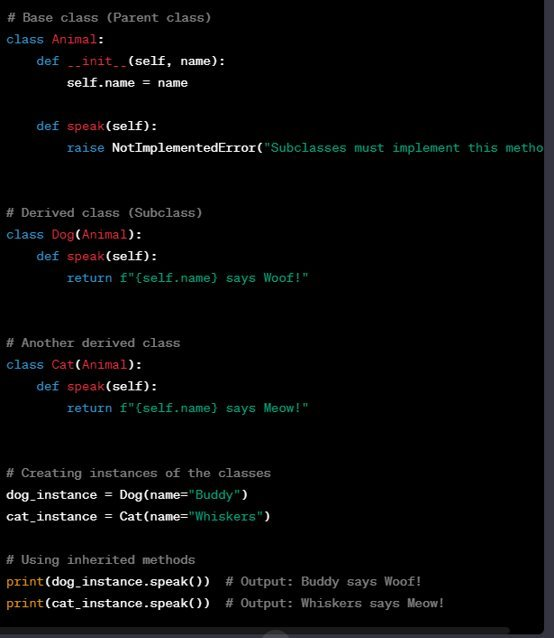 # Base class (Parent class)
class Animal:
    def __init__(self, name):
        self.name = name
    def speak(self):
        raise NotImplementedError("Subclasses must implement this metho
# Derived class (Subclass)
class Dog(Animal):
    def speak(self):
        return f"{self.name} says Woof!"
# Another derived class
class Cat(Animal):
    def speak(self):
        return f"{self.name} says Meow!"
# Creating instances of the classes
dog_instance = Dog(name="Buddy")
cat_instance = Cat(name="Whiskers")
# Using inherited methods
print(dog_instance.speak())  # Output: Buddy says Woof!
print(cat_instance.speak())  # Output: Whiskers says Meow!